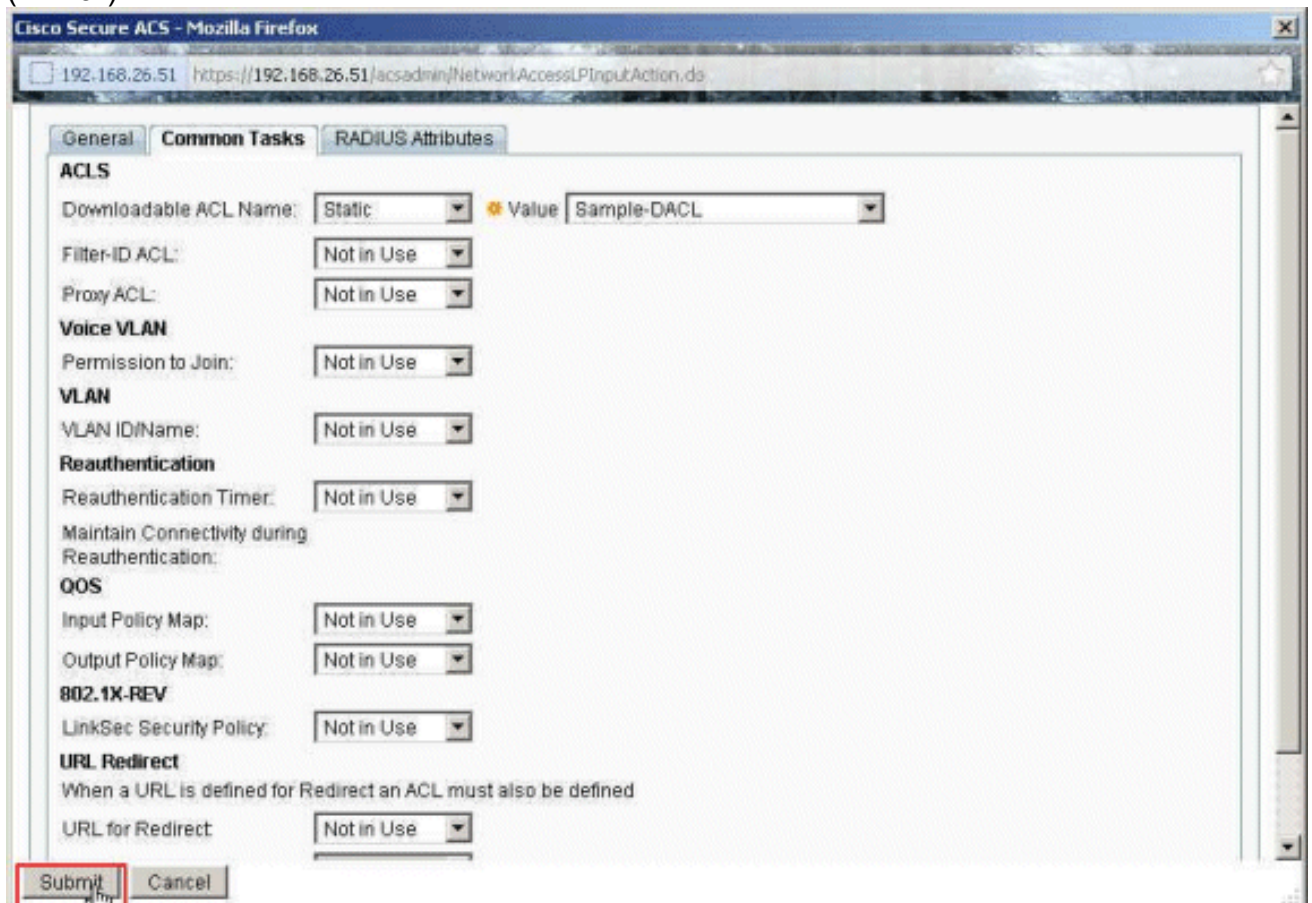 Cisco Secure ACS - Mozilla Firefox
192.168.26.51 https://192.168.26.51/acsadmin/NetworkAccessLPInputAction.do
General Common Tasks RADIUS Attributes
ACLS
Downloadable ACL Name: Static Value Sample-DACL
Filter-ID ACL: Not in Use
Proxy ACL: Not in Use
Voice VLAN
Permission to Join: Not in Use
VLAN
VLAN ID/Name: Not in Use
Reauthentication
Reauthentication Timer: Not in Use
Maintain Connectivity during
Reauthentication:
QOS
Input Policy Map: Not in Use
Output Policy Map: Not in Use
802.1X-REV
LinkSec Security Policy: Not in Use
URL Redirect
When a URL is defined for Redirect an ACL must also be defined
URL for Redirect Not in Use
Submit Cancel